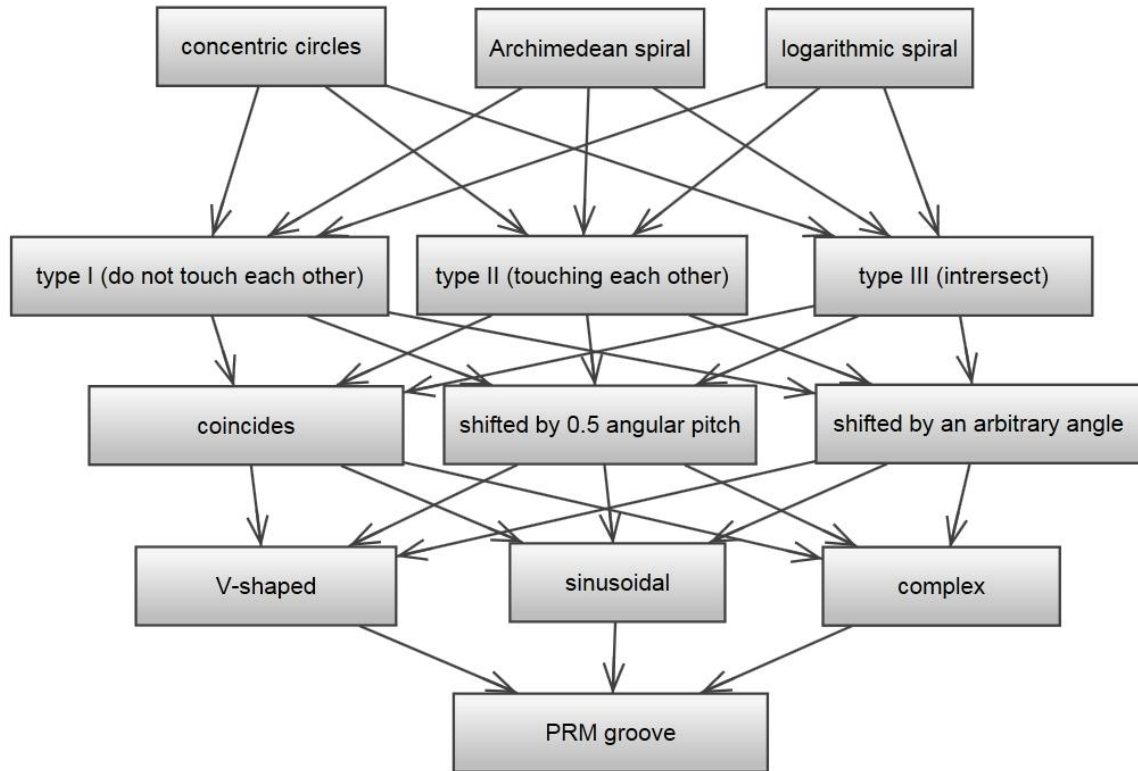 concentric circles
Archimedean spiral
logarithmic spiral
type I (do not touch each other)
type II (touching each other)
type III (intrersect)
coincides
shifted by 0.5 angular pitch
shifted by an arbitrary angle
V-shaped
sinusoidal
complex
PRM groove